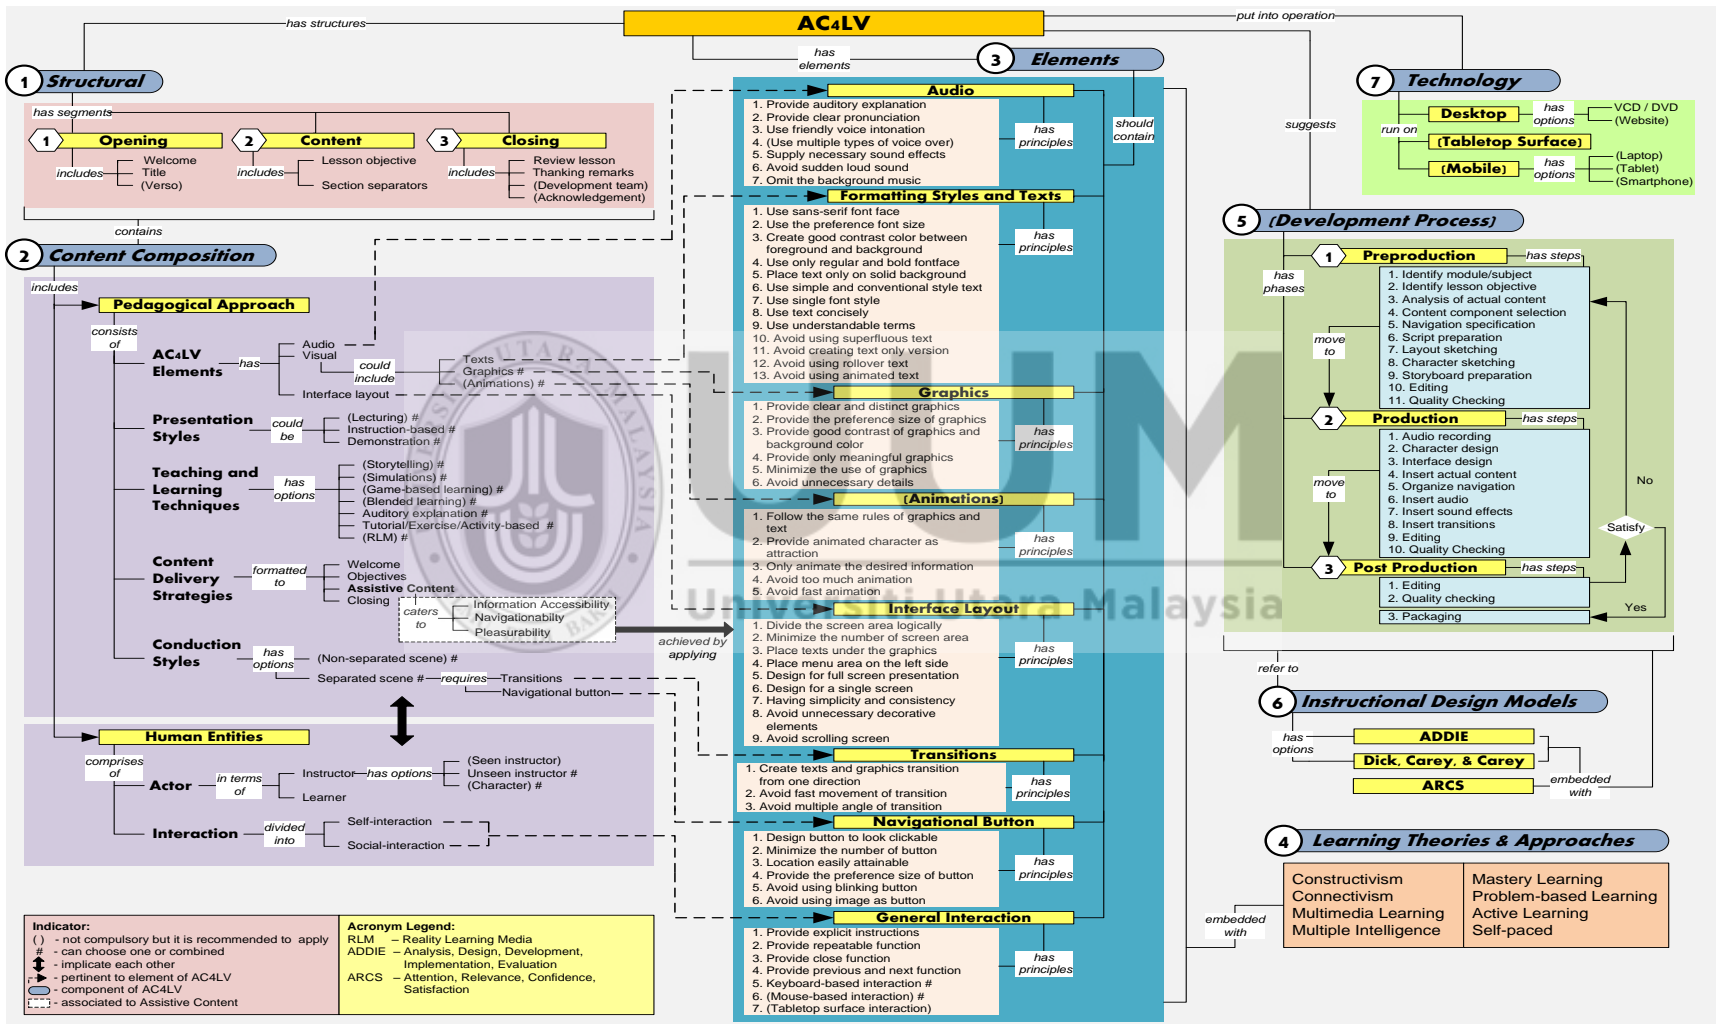 AC4LV
has structures
put into operation
has
elements
suggests
1 Structural
has segments
1 Opening
includes
Welcome
Title
(Verso)
2 Content
includes
Lesson objective
Section separators
3 Closing
includes
Review lesson
Thanking remarks
(Development team)
(Acknowledgement)
contains
2 Content Composition
includes
Pedagogical Approach
consists
of
AC4LV
Elements
has
Audio
Visual
Interface layout
could
include
Texts
Graphics #
(Animations) #
Presentation
Styles
could
be
(Lecturing) #
Instruction-based #
Demonstration #
Teaching and
Learning
Techniques
has
options
(Storytelling) #
(Simulations) #
(Game-based learning) #
(Blended learning) #
Auditory explanation #
Tutorial/Exercise/Activity-based #
(RLM) #
Content
Delivery
Strategies
formatted
to
Welcome
Objectives
Assistive Content
Closing
caters
to
Information Accessibility
Navigationability
Pleasurability
achieved by
applying
Conduction
Styles
has
options
(Non-separated scene) #
Separated scene #
requires
Transitions
Navigational button
Human Entities
comprises
of
Actor
in terms
of
Instructor
Learner
has options
(Seen instructor)
Unseen instructor #
(Character) #
Interaction
divided
into
Self-interaction
Social-interaction
Indicator:
( ) - not compulsory but it is recommended to apply
# - can choose one or combined
- implicate each other
- pertinent to element of AC4LV
- component of AC4LV
- associated to Assistive Content
Acronym Legend:
RLM – Reality Learning Media
ADDIE – Analysis, Design, Development,
Implementation, Evaluation
ARCS – Attention, Relevance, Confidence,
Satisfaction
3 Elements
should
contain
Audio
1. Provide auditory explanation
2. Provide clear pronunciation
3. Use friendly voice intonation
4. (Use multiple types of voice over)
5. Supply necessary sound effects
6. Avoid sudden loud sound
7. Omit the background music
has
principles
Formatting Styles and Texts
1. Use sans-serif font face
2. Use the preference font size
3. Create good contrast color between
foreground and background
4. Use only regular and bold fontface
5. Place text only on solid background
6. Use simple and conventional style text
7. Use single font style
8. Use text concisely
9. Use understandable terms
10. Avoid using superfluous text
11. Avoid creating text only version
12. Avoid using rollover text
13. Avoid using animated text
has
principles
Graphics
1. Provide clear and distinct graphics
2. Provide the preference size of graphics
3. Provide good contrast of graphics and
background color
4. Provide only meaningful graphics
5. Minimize the use of graphics
6. Avoid unnecessary details
has
principles
(Animations)
1. Follow the same rules of graphics and
text
2. Provide animated character as
attraction
3. Only animate the desired information
4. Avoid too much animation
5. Avoid fast animation
has
principles
Interface Layout
1. Divide the screen area logically
2. Minimize the number of screen area
3. Place texts under the graphics
4. Place menu area on the left side
5. Design for full screen presentation
6. Design for a single screen
7. Having simplicity and consistency
8. Avoid unnecessary decorative
elements
9. Avoid scrolling screen
has
principles
Transitions
1. Create texts and graphics transition
from one direction
2. Avoid fast movement of transition
3. Avoid multiple angle of transition
has
principles
Navigational Button
1. Design button to look clickable
2. Minimize the number of button
3. Location easily attainable
4. Provide the preference size of button
5. Avoid using blinking button
6. Avoid using image as button
has
principles
General Interaction
1. Provide explicit instructions
2. Provide repeatable function
3. Provide close function
4. Provide previous and next function
5. Keyboard-based interaction #
6. (Mouse-based interaction) #
7. (Tabletop surface interaction)
has
principles
7 Technology
run on
Desktop
has
options
VCD / DVD
(Website)
(Tabletop Surface)
(Mobile)
has
options
(Laptop)
(Tablet)
(Smartphone)
5 (Development Process)
has
phases
1 Preproduction
has steps
1. Identify module/subject
2. Identify lesson objective
3. Analysis of actual content
4. Content component selection
5. Navigation specification
6. Script preparation
7. Layout sketching
8. Character sketching
9. Storyboard preparation
10. Editing
11. Quality Checking
move
to
2 Production
has steps
1. Audio recording
2. Character design
3. Interface design
4. Insert actual content
5. Organize navigation
6. Insert audio
7. Insert sound effects
8. Insert transitions
9. Editing
10. Quality Checking
move
to
No
Satisfy
Yes
3 Post Production
has steps
1. Editing
2. Quality checking
3. Packaging
refer to
6 Instructional Design Models
has
options
ADDIE
Dick, Carey, & Carey
ARCS
embedded
with
4 Learning Theories & Approaches
embedded
with
Constructivism
Connectivism
Multimedia Learning
Multiple Intelligence
Mastery Learning
Problem-based Learning
Active Learning
Self-paced
UUM
Universiti Utara Malaysia
UNIVERSITI UTARA MALAYSIA